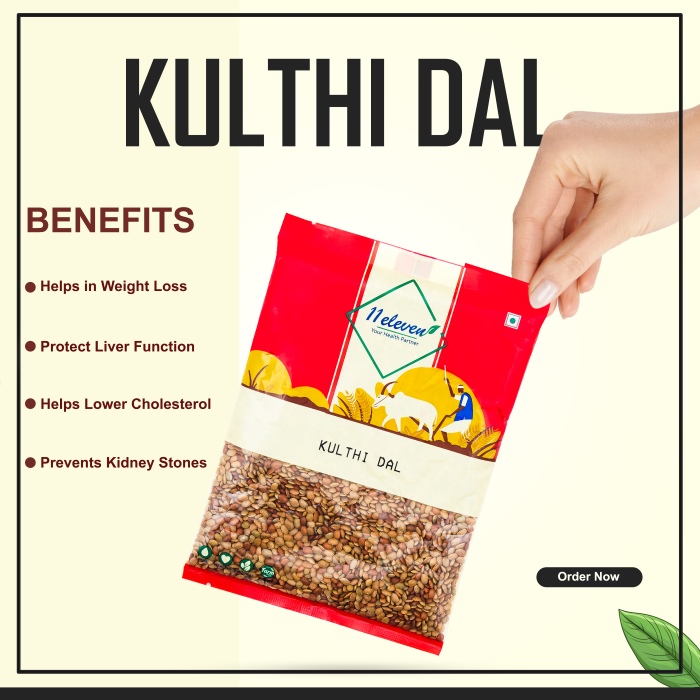 KULTHI DAL
BENEFITS
Helps in Weight Loss
Protect Liver Function
Helps Lower Cholesterol
Prevents Kidney Stones
11eleven
Your Health Partner
KULTHI DAL
Order Now